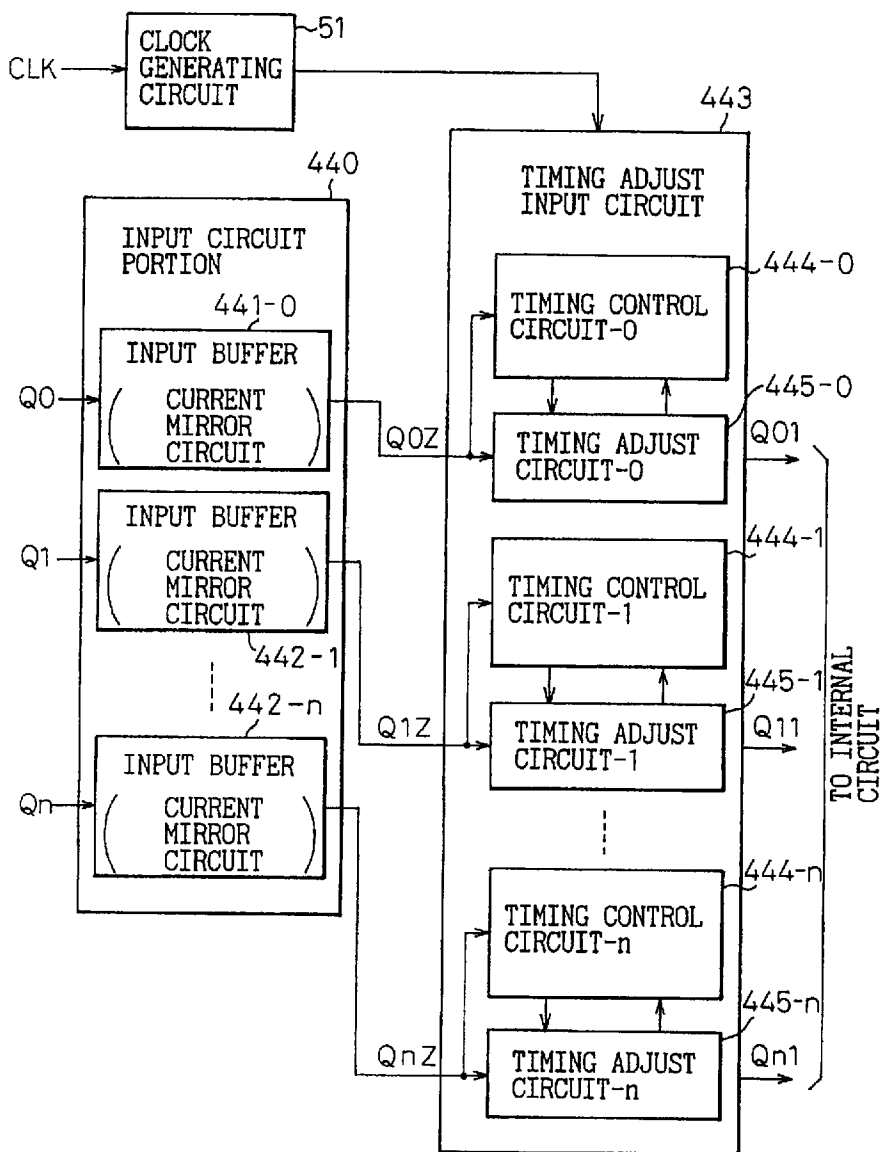 51
CLOCK
GENERATING
CIRCUIT
CLK
443
440
TIMING ADJUST
INPUT CIRCUIT
INPUT CIRCUIT
PORTION
444-0
441-0
TIMING CONTROL
CIRCUIT-0
INPUT BUFFER
445-0
Q0
( CURRENT
MIRROR
CIRCUIT )
Q0Z
TIMING ADJUST
CIRCUIT-0
Q01
INPUT BUFFER
444-1
Q1
( CURRENT
MIRROR
CIRCUIT )
TIMING CONTROL
CIRCUIT-1
442-1
445-1
442-n
Q1Z
TIMING ADJUST
CIRCUIT-1
Q11
TO INTERNAL
CIRCUIT
INPUT BUFFER
Qn
( CURRENT
MIRROR
CIRCUIT )
444-n
TIMING CONTROL
CIRCUIT-n
445-n
QnZ
TIMING ADJUST
CIRCUIT-n
Qn1